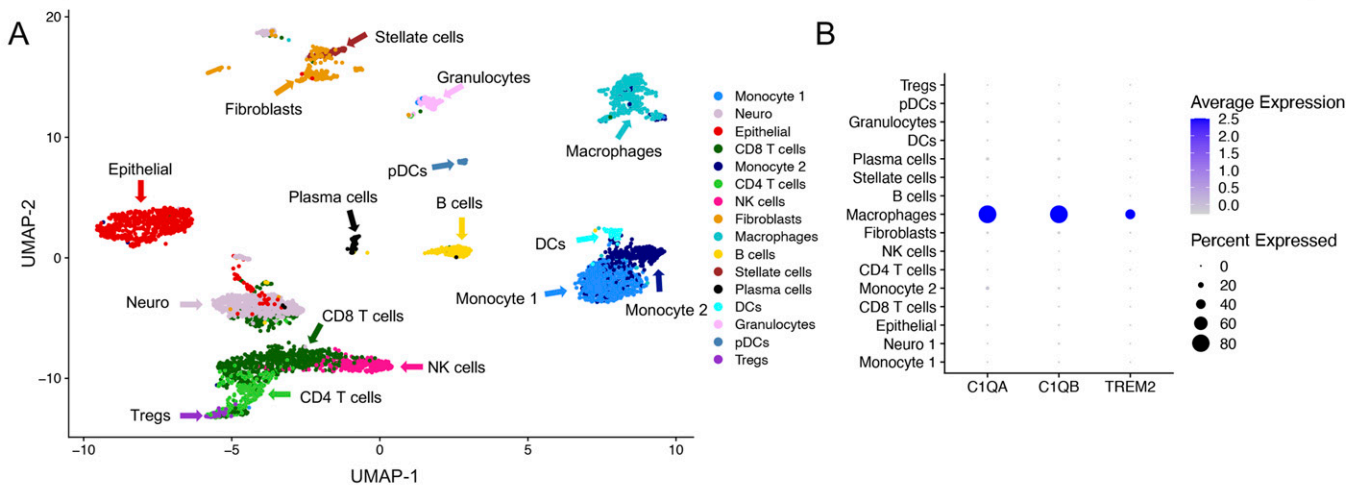 A
20
10
0
−10
UMAP-2
−10
−5
0
5
10
UMAP-1
Stellate cells
Granulocytes
Fibroblasts
Macrophages
Epithelial
pDCs
Plasma cells
B cells
DCs
Neuro
Monocyte 1
Monocyte 2
CD8 T cells
NK cells
CD4 T cells
Tregs
Monocyte 1
Neuro
Epithelial
CD8 T cells
Monocyte 2
CD4 T cells
NK cells
Fibroblasts
Macrophages
B cells
Stellate cells
Plasma cells
DCs
Granulocytes
pDCs
Tregs
B
Tregs
pDCs
Granulocytes
DCs
Plasma cells
Stellate cells
B cells
Macrophages
Fibroblasts
NK cells
CD4 T cells
Monocyte 2
CD8 T cells
Epithelial
Neuro 1
Monocyte 1
C1QA
C1QB
TREM2
Average Expression
2.5
2.0
1.5
1.0
0.5
0.0
Percent Expressed
0
20
40
60
80